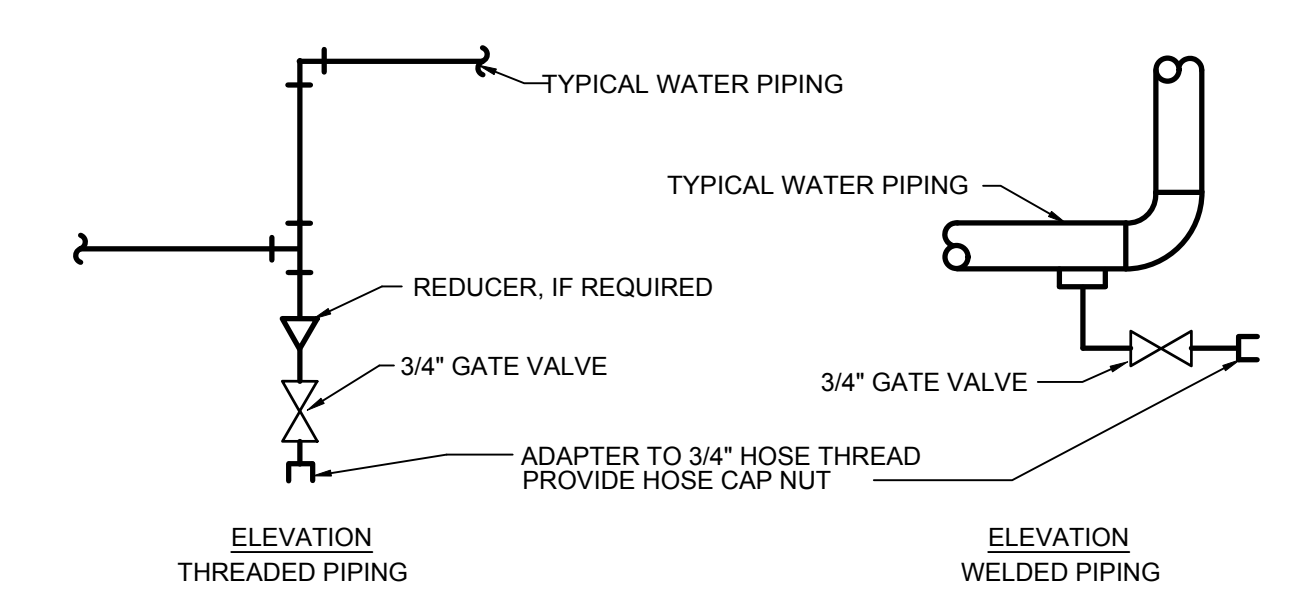 TYPICAL WATER PIPING
TYPICAL WATER PIPING
REDUCER, IF REQUIRED
3/4" GATE VALVE
3/4" GATE VALVE
ADAPTER TO 3/4" HOSE THREAD
PROVIDE HOSE CAP NUT
ELEVATION
THREADED PIPING
ELEVATION
WELDED PIPING